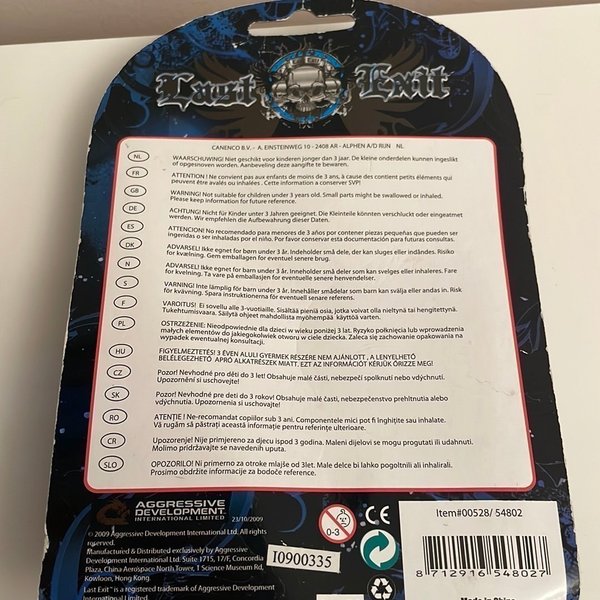 Last Exit
CANENCO B.V. - A. EINSTEINWEG 10 - 2408 AR - ALPHEN A/D RIJN NL
NL WAARSCHUWING! Niet geschikt voor kinderen jonger dan 3 jaar. De kleine onderdelen kunnen ingeslikt
of opgesnoven worden. Aanbeveling deze aangifte te bewaren.
FR ATTENTION ! Ne convient pas aux enfants de moins de 3 ans, à cause des contient petits éléments qui
peuvent être avalés ou inhalés . Cette information a conserver SVP!
GB WARNING! Not suitable for children under 3 years old. Small parts might be swallowed or inhaled.
Please keep information for future reference.
DE ACHTUNG! Nicht für Kinder unter 3 Jahren geeignet. Die Kleinteile könnten verschluckt oder eingeatmet
werden. Wir empfehlen die Aufbewahrung dieser Daten.
ES ATENCION! No recomendado para menores de 3 años por contener piezas pequeñas que pueden ser
ingeridas o ser inhaladas por el niño. Por favor conservar esta documentación para futuras consultas.
DK ADVARSEL! Ikke egnet for børn under 3 år. Indeholder små dele, der kan sluges eller indåndes. Risiko
for kvælning. Gem emballagen for eventuel senere brug.
N ADVARSEL! Ikke egnet for barn under 3 år. Inneholder små deler som kan svelges eller inhaleres. Fare
for kvelning. Ta vare på emballasjen for eventuelle senere henvendelser.
S VARNING! Inte lämplig för barn under 3 år. Innehåller smådelar som barn kan svälja eller andas in. Risk
för kvävning. Spara instruktionerna för eventuell senare referens.
F VAROITUS! Ei sovellu alle 3-vuotiaille. Sisältää pieniä osia, jotka voivat olla nieltynä tai hengitettynä.
Tukehtumisvaara. Säilytä ohjeet mahdollista myöhempää käyttöä varten.
PL OSTRZEŻENIE: Nieodpowiednie dla dzieci w wieku poniżej 3 lat. Ryzyko połknięcia lub wprowadzenia
małych elementów do jakiegokolwiek otworu w ciele dziecka. Zaleca się zachowanie opakowania na
wypadek ewentualnej konsultacji.
HU FIGYELMEZTETÉS! 3 ÉVEN ALULI GYERMEK RÉSZÉRE NEM AJÁNLOTT , A LENYELHETŐ
BELÉLEGEZHETŐ APRÓ ALKATRÉSZEK MIATT. EZT AZ INFORMÁCIÓT KÉRJÜK ŐRIZZE MEG!
CZ Pozor! Nevhodné pro děti do 3 let! Obsahuje malé části, nebezpečí spolknutí nebo vdýchnutí.
Upozornění si uschovejte!
SK Pozor! Nevhodné pre deti do 3 rokov! Obsahuje malé časti, nebezpečenstvo prehltnutia alebo
vdýchnutia. Upozornenia si uschovajte!
RO ATENȚIE ! Ne-recomandat copiilor sub 3 ani. Componentele mici pot fi înghițite sau inhalate.
Vă rugăm să păstrați această informație pentru referințe ulterioare.
CR Upozorenje! Nije primjereno za djecu ispod 3 godina. Maleni dijelovi se mogu progutati ili udahnuti.
Molimo pridržavajte se navedenih uputa.
SLO OPOZORILO! Ni primerno za otroke mlajše od 3let. Male delce bi lahko pogoltnili ali inhalirali.
Prosimo obdržite informacije za bodoče reference.
AGGRESSIVE
DEVELOPMENT
INTERNATIONAL LIMITED 23/10/2009
© 2009 Aggressive Development International Ltd. All rights
reserved.
Manufactured & Distributed exclusively by Aggressive
Development International Ltd. Suite 1715, 17/F, Concordia
Plaza, China Aerospace North Tower, 1 Science Museum Rd,
Kowloon, Hong Kong.
Last Exit™ is a registered trademark of Aggressive Development
International Limited.
I0900335
0-3
CE
Item#00528/ 54802
8 712916 548027
Made in China